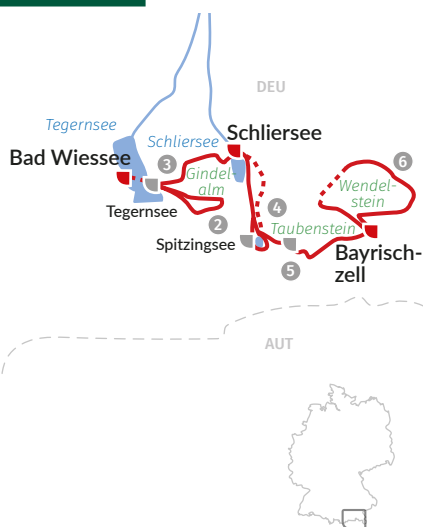 DEU
Tegernsee
Schliersee
Schliersee
Bad Wiessee
3
Gindel-
alm
6
Wendel-
stein
Tegernsee
2
4
Spitzingsee
Taubenstein
5
Bayrisch-
zell
AUT